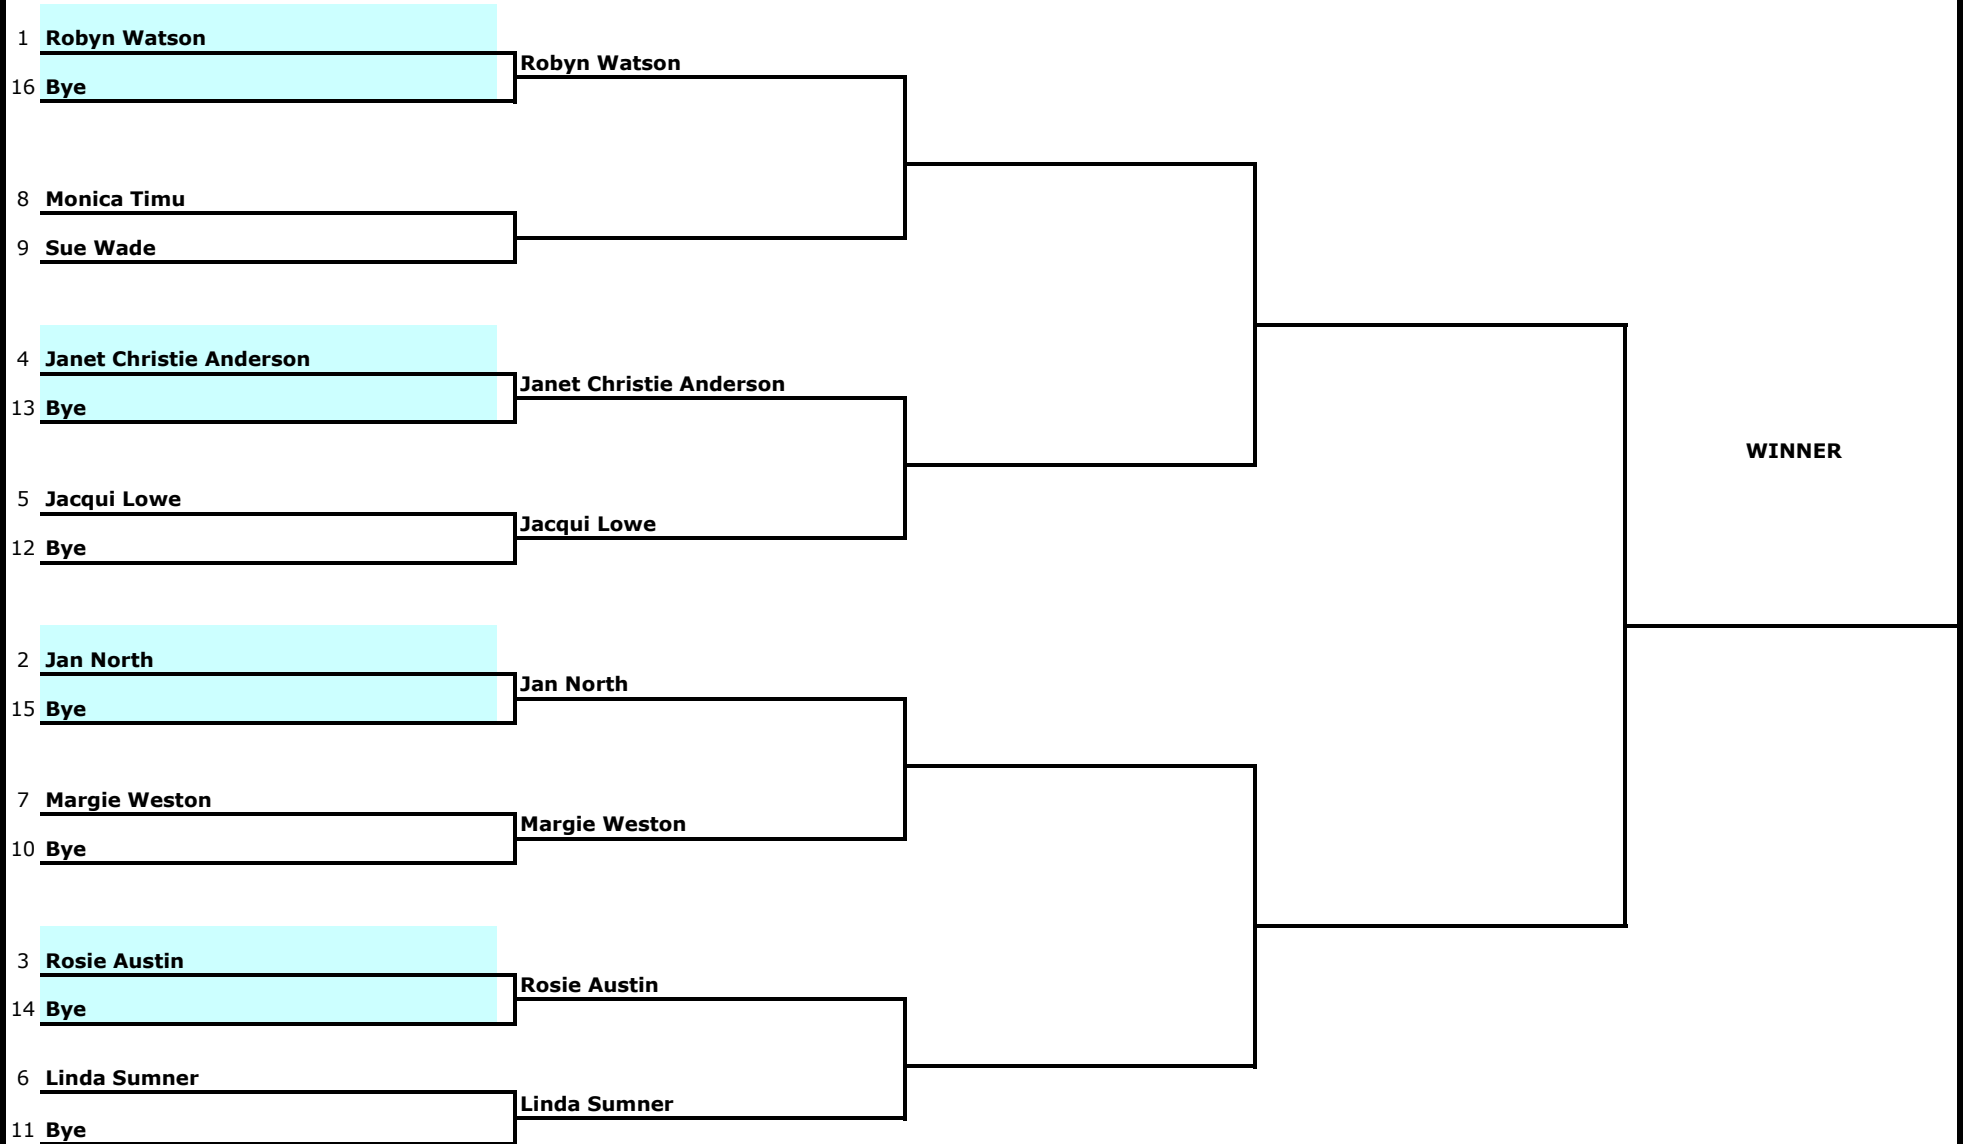 1 Robyn Watson
Robyn Watson
16 Bye
8 Monica Timu
9 Sue Wade
4 Janet Christie Anderson
Janet Christie Anderson
13 Bye
WINNER
5 Jacqui Lowe
Jacqui Lowe
12 Bye
2 Jan North
Jan North
15 Bye
7 Margie Weston
Margie Weston
10 Bye
3 Rosie Austin
Rosie Austin
14 Bye
6 Linda Sumner
Linda Sumner
11 Bye